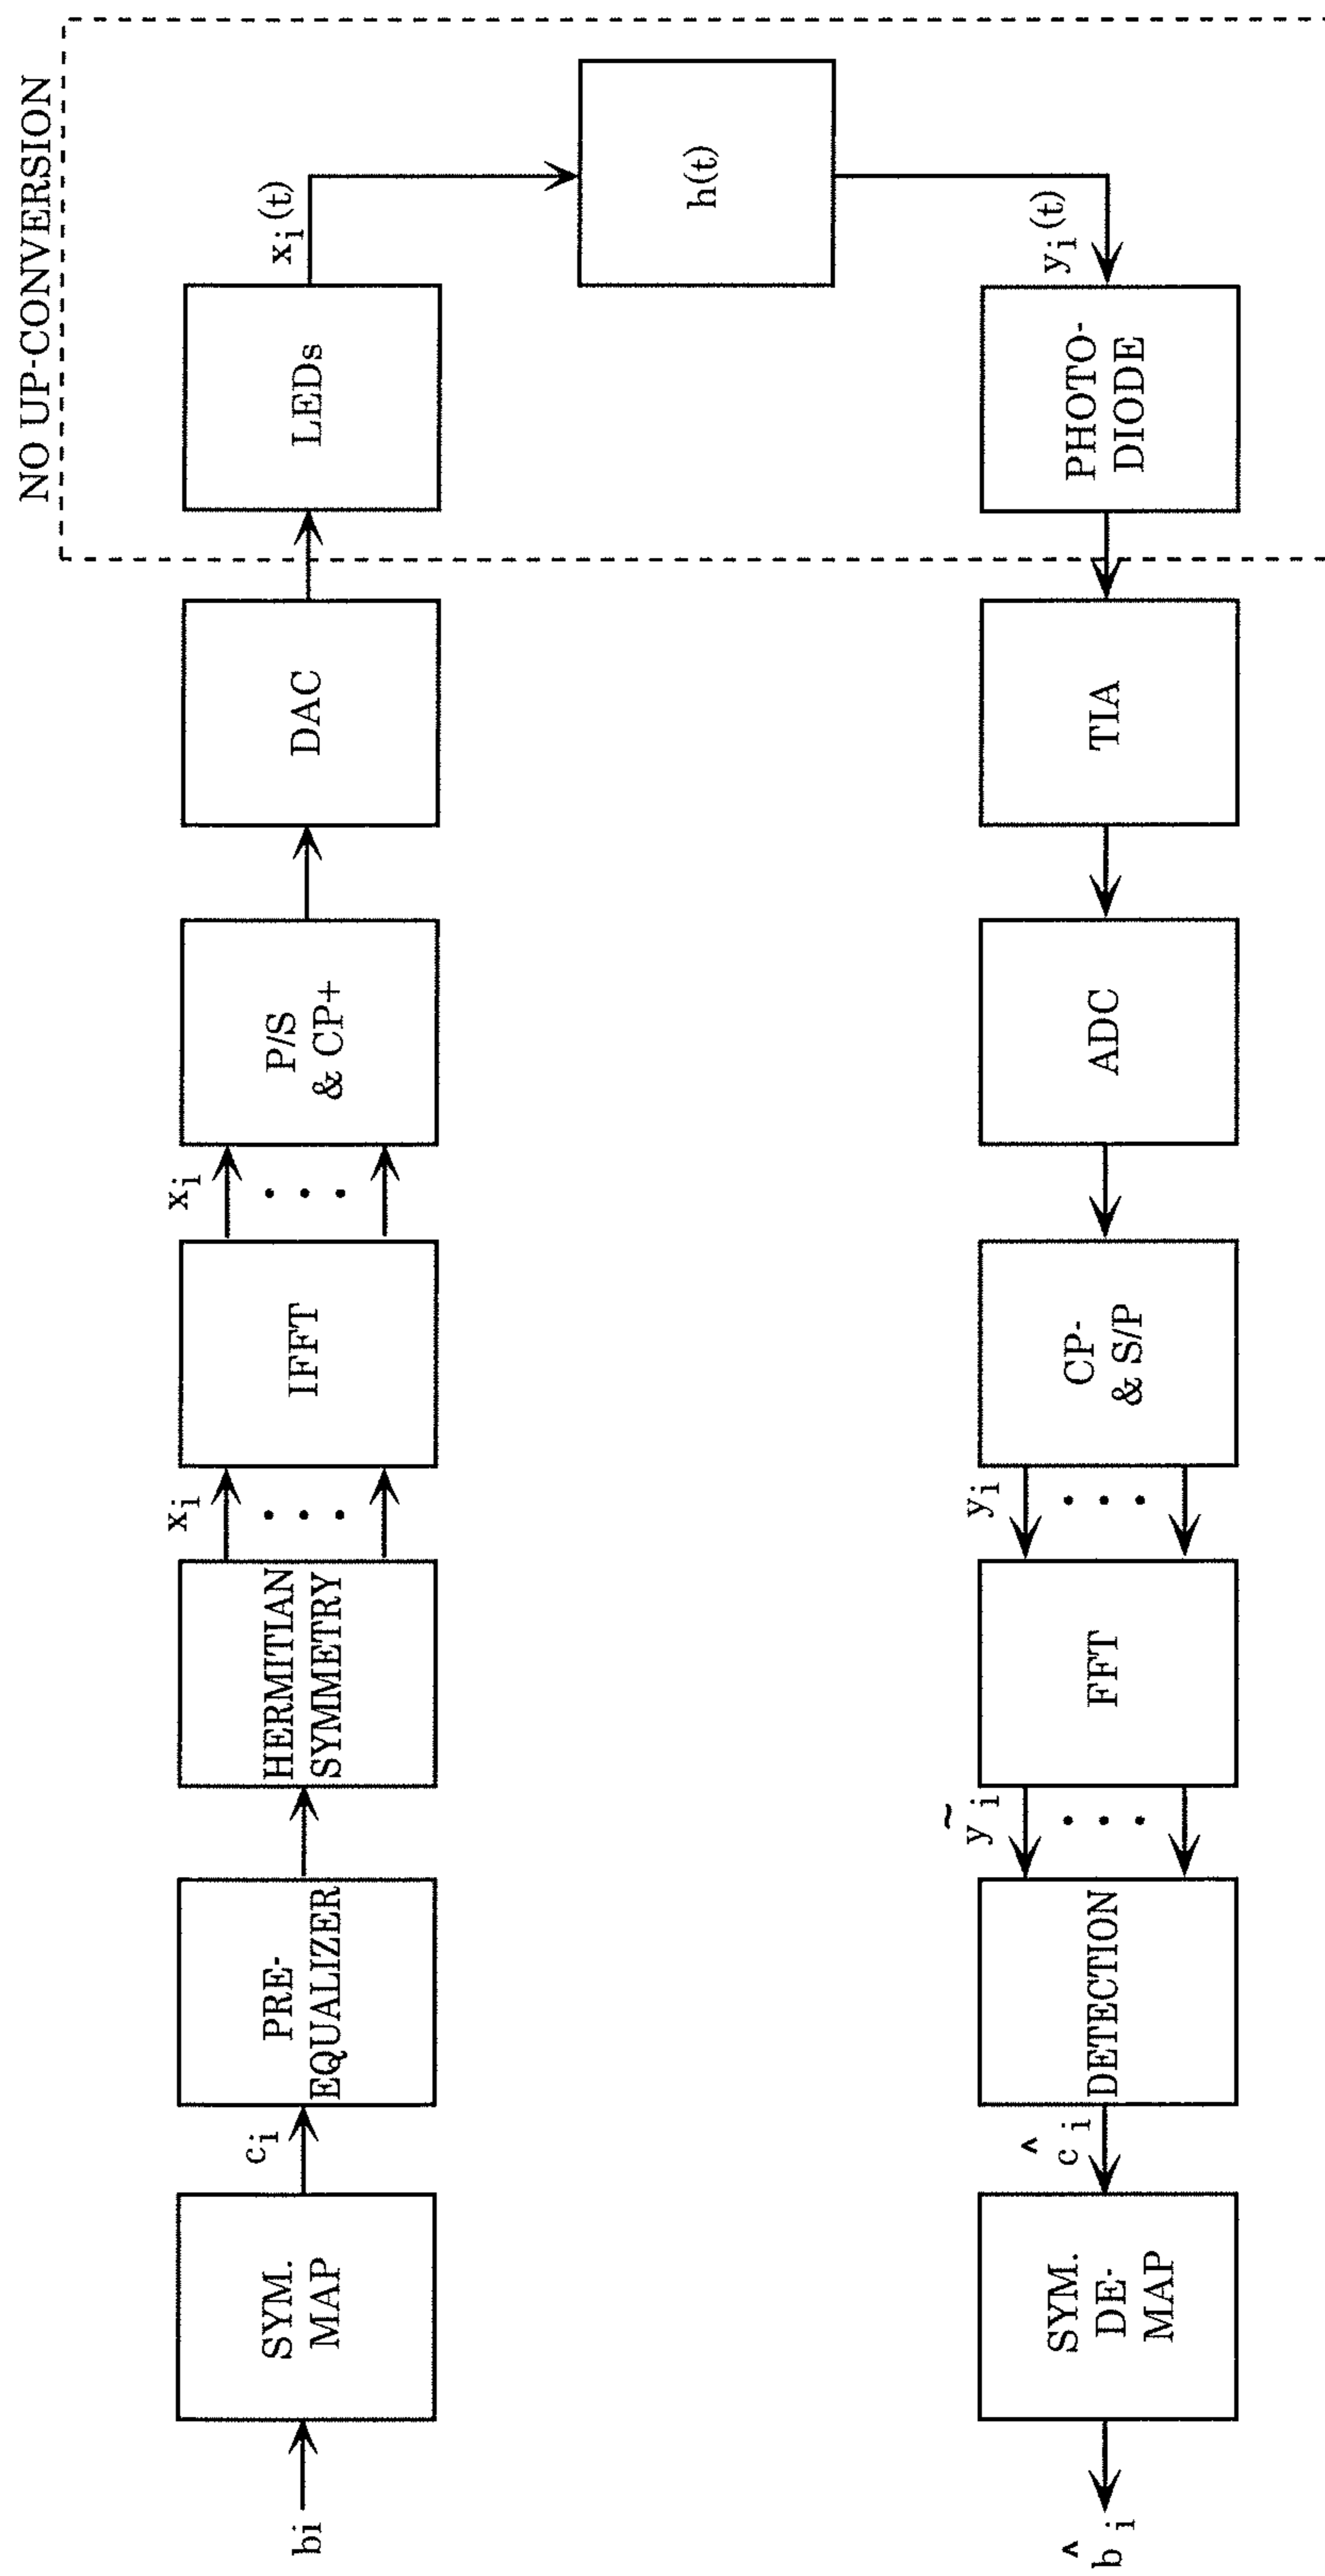 NO UP-CONVERSION
bi
SYM.
MAP
c_i
PRE-
EQUALIZER
HERMITIAN
SYMMETRY
x_i
IFFT
x_i
P/S
& CP+
DAC
LEDs
x_i(t)
h(t)
y_i(t)
PHOTO-
DIODE
TIA
ADC
CP-
& S/P
y_i
FFT
ỹ_i
DETECTION
ĉ_i
SYM.
DE-
MAP
b̂_i